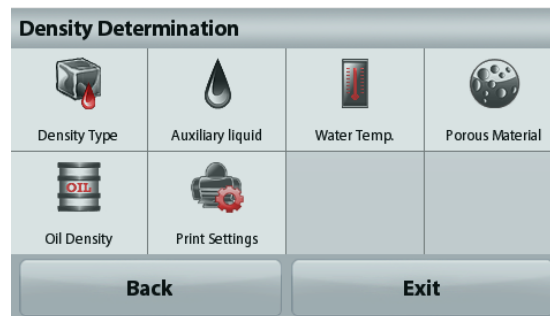 Density Determination
Density Type
Auxiliary liquid
Water Temp.
Porous Material
OIL
Oil Density
Print Settings
Back
Exit